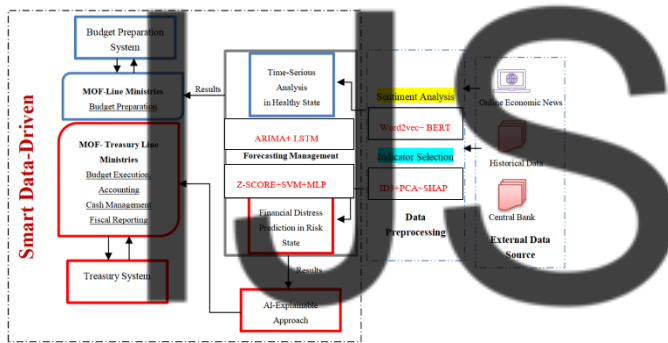 Smart Data-Driven
Budget Preparation
System
MOF-Line Ministries
Budget Preparation
MOF- Treasury Line
Ministries
Budget Execution,
Accounting
Cash Management
Fiscal Reporting
Treasury System
Results
Time-Serious
Analysis
in Healthy State
ARIMA+ LSTM
Forecasting Management
Z-SCORE+SVM+MLP
Financial Distress
Prediction in Risk
State
Results
AI-Explainable
Approach
Sentiment Analysis
Word2vec+ BERT
Indicator Selection
ID3+PCA+SHAP
Data
Preprocessing
Online Economic News
Historical Data
Central Bank
External Data
Source
IJS